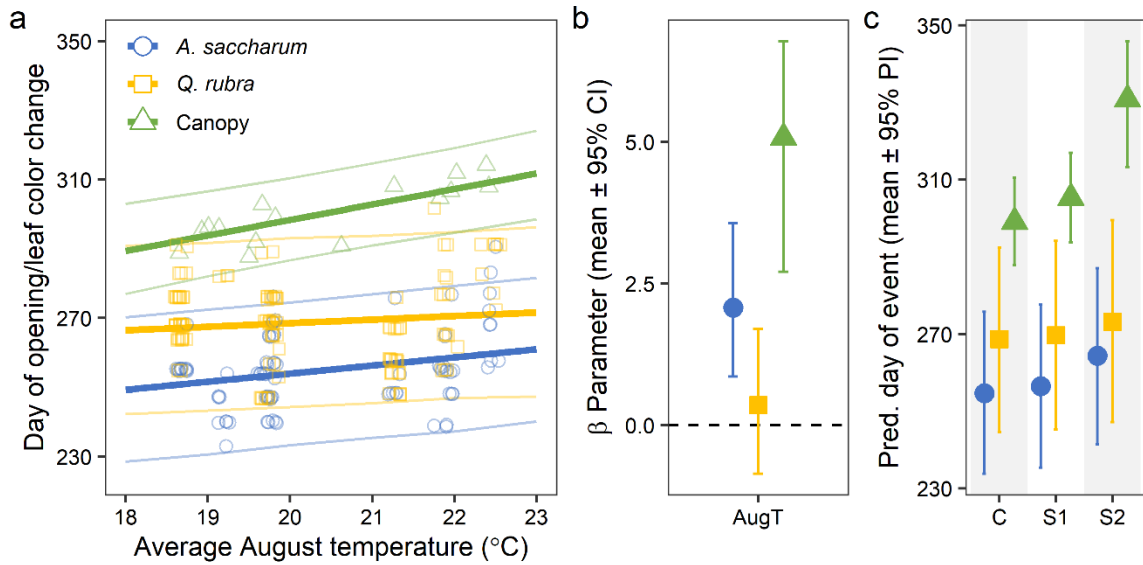 a
Day of opening/leaf color change
350
310
270
230
A. saccharum
Q. rubra
Canopy
18 19 20 21 22 23
Average August temperature (°C)
b
β Parameter (mean ± 95% CI)
5.0
2.5
0.0
AugT
c
Pred. day of event (mean ± 95% PI)
350
310
270
230
C S1 S2